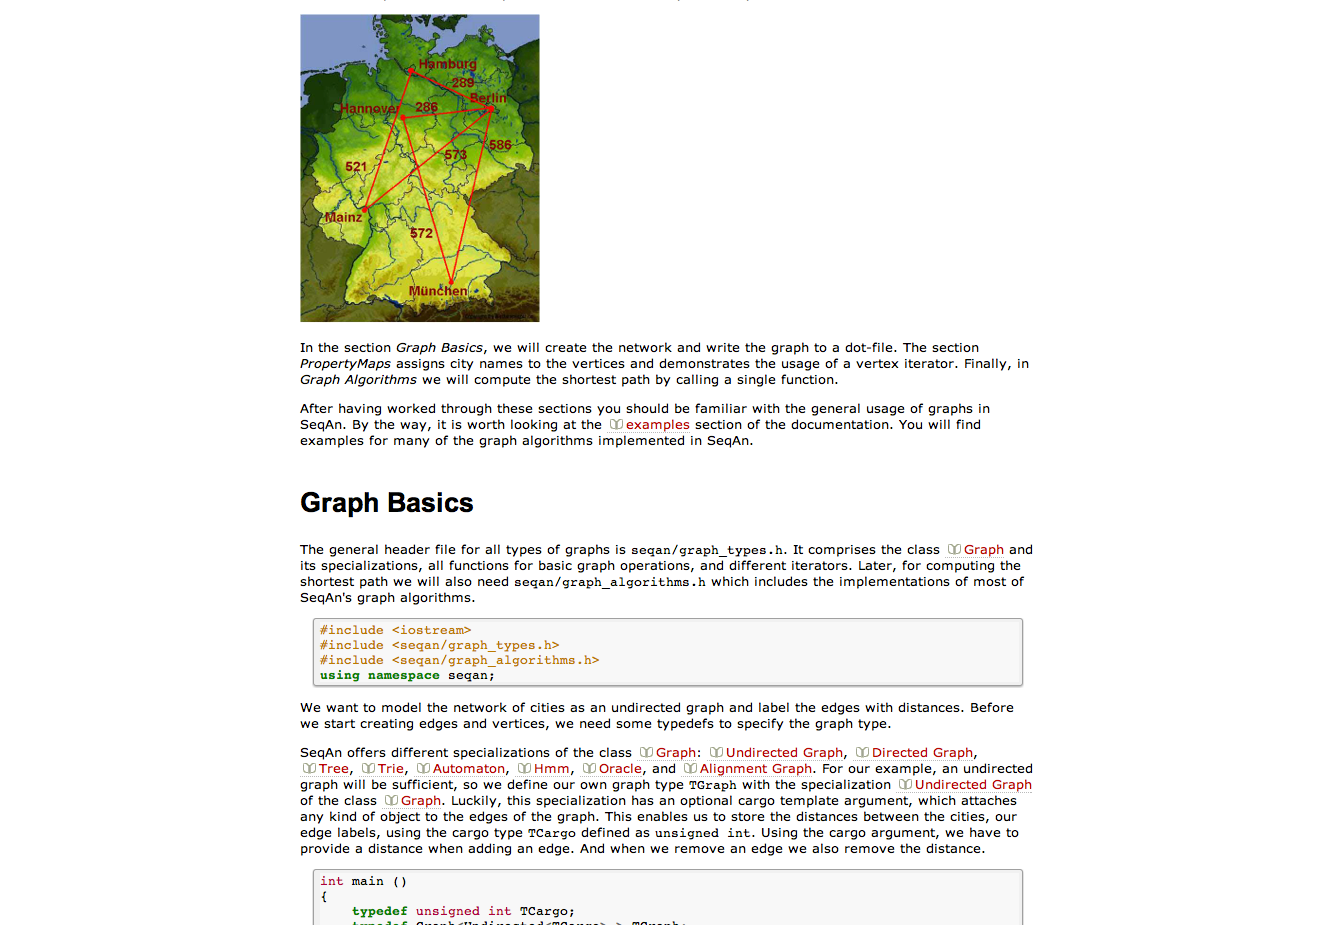 Hamburg
289
Berlin
Hannover 286
586
573
521
Mainz
572
München
In the section Graph Basics, we will create the network and write the graph to a dot-file. The section
PropertyMaps assigns city names to the vertices and demonstrates the usage of a vertex iterator. Finally, in
Graph Algorithms we will compute the shortest path by calling a single function.
After having worked through these sections you should be familiar with the general usage of graphs in
SeqAn. By the way, it is worth looking at the examples section of the documentation. You will find
examples for many of the graph algorithms implemented in SeqAn.
Graph Basics
The general header file for all types of graphs is seqan/graph_types.h. It comprises the class Graph and
its specializations, all functions for basic graph operations, and different iterators. Later, for computing the
shortest path we will also need seqan/graph_algorithms.h which includes the implementations of most of
SeqAn's graph algorithms.
#include <iostream>
#include <seqan/graph_types.h>
#include <seqan/graph_algorithms.h>
using namespace seqan;
We want to model the network of cities as an undirected graph and label the edges with distances. Before
we start creating edges and vertices, we need some typedefs to specify the graph type.
SeqAn offers different specializations of the class Graph: Undirected Graph, Directed Graph,
Tree, Trie, Automaton, Hmm, Oracle, and Alignment Graph. For our example, an undirected
graph will be sufficient, so we define our own graph type TGraph with the specialization Undirected Graph
of the class Graph. Luckily, this specialization has an optional cargo template argument, which attaches
any kind of object to the edges of the graph. This enables us to store the distances between the cities, our
edge labels, using the cargo type TCargo defined as unsigned int. Using the cargo argument, we have to
provide a distance when adding an edge. And when we remove an edge we also remove the distance.
int main ()
{
typedef unsigned int TCargo;